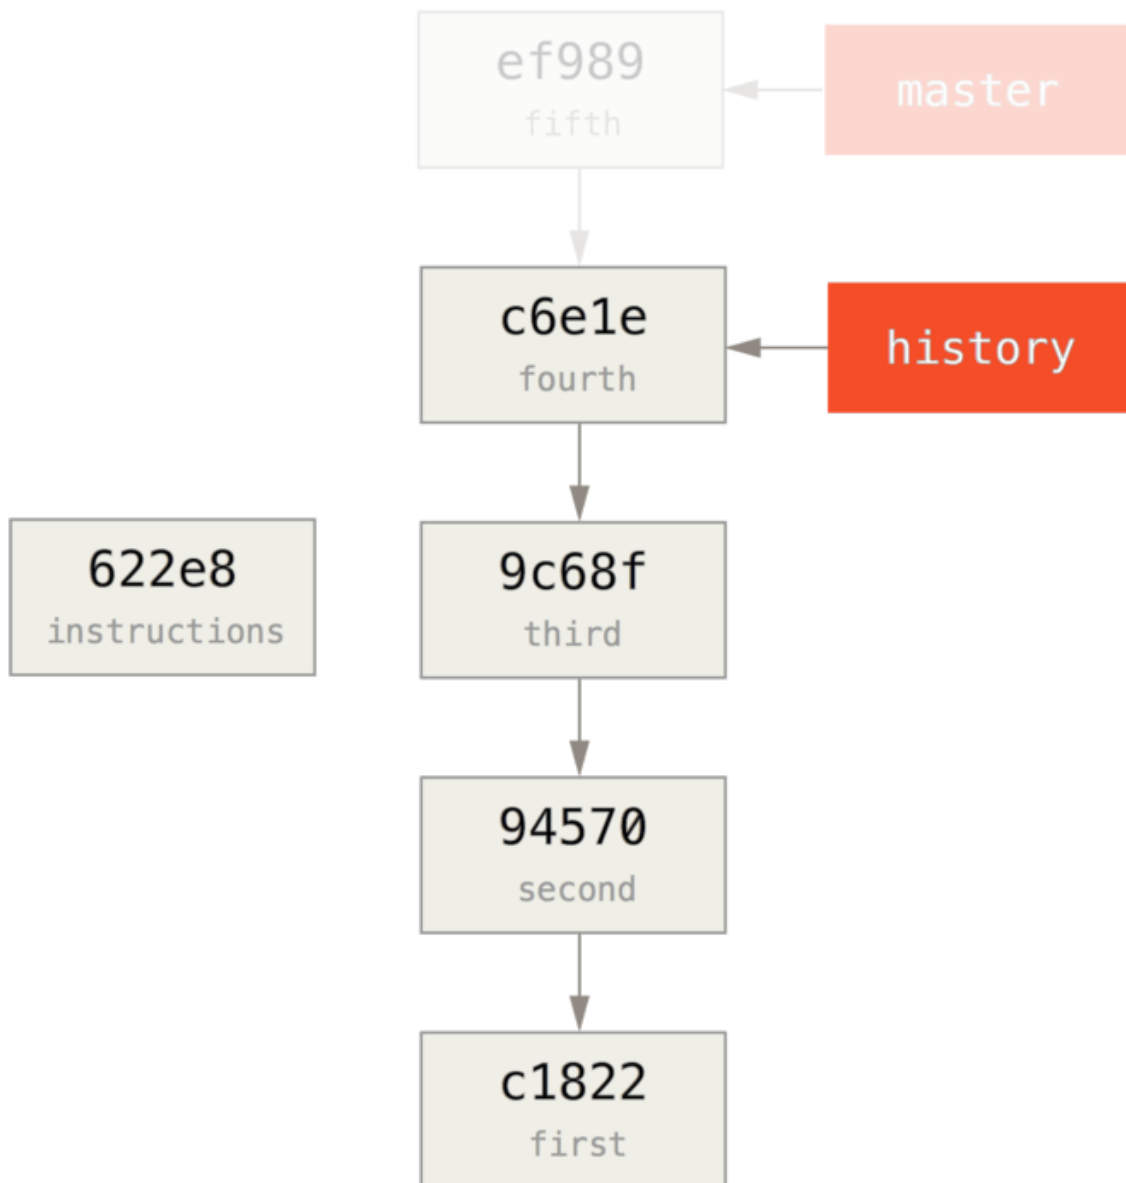 ef989
fifth
master
c6e1e
fourth
history
622e8
instructions
9c68f
third
94570
second
c1822
first